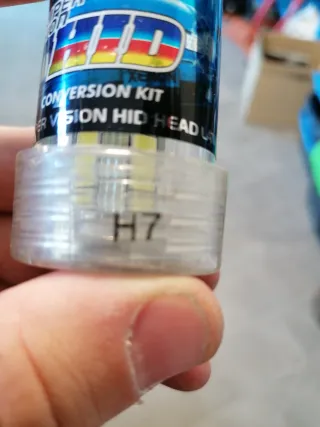 HID
CONVERSION KIT
VISION HID HEAD
H7